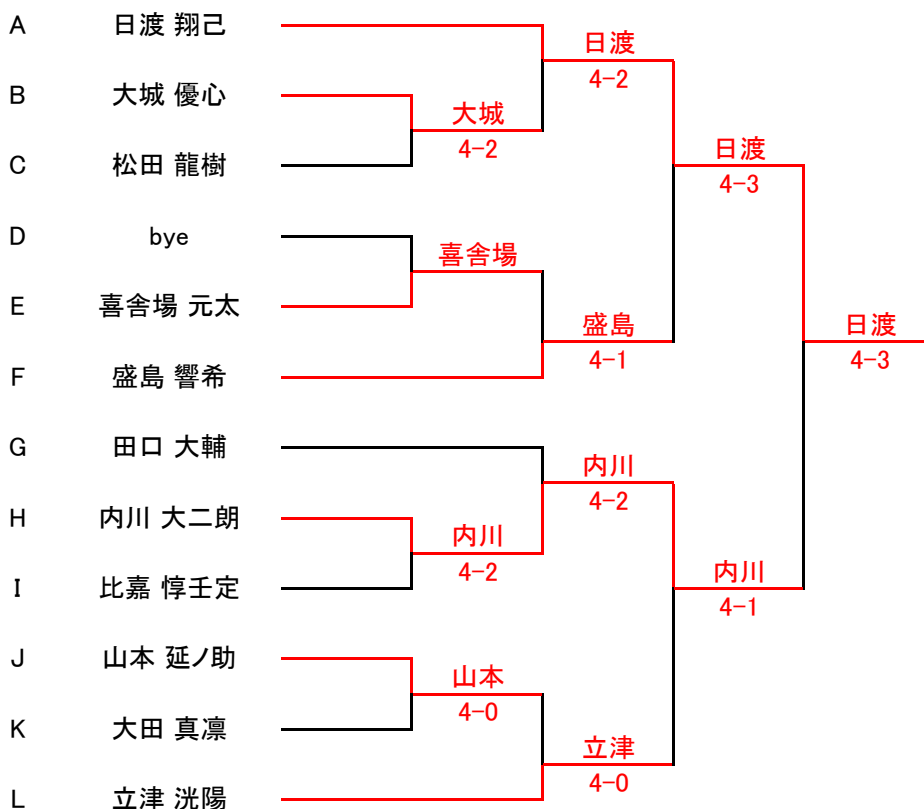 A 日渡 翔己
日渡
4-2
B 大城 優心
大城
4-2
C 松田 龍樹
日渡
4-3
D bye
喜舎場
E 喜舎場 元太
盛島
4-1
日渡
4-3
F 盛島 響希
G 田口 大輔
内川
4-2
H 内川 大二朗
内川
4-2
I 比嘉 惇壬定
内川
4-1
J 山本 延ノ助
山本
4-0
K 大田 真凛
立津
4-0
L 立津 洸陽